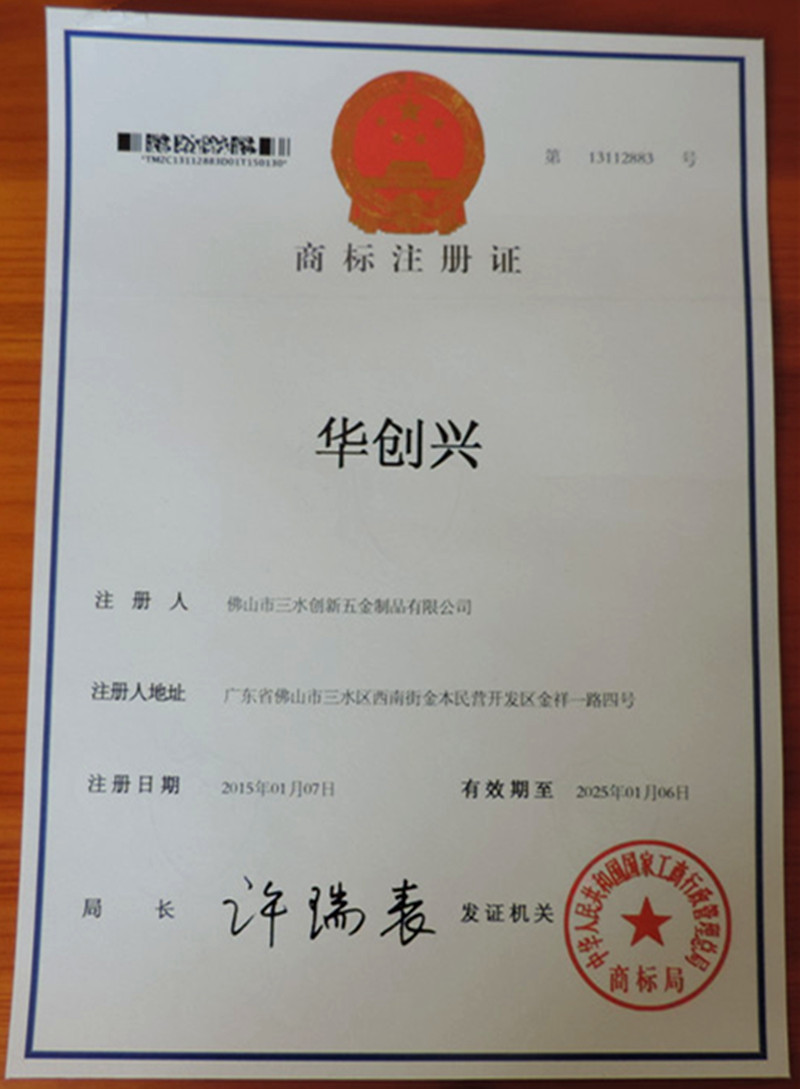 *TM2C13112883D01T150130*
第 13112883 号
商标注册证
华创兴
注册人 佛山市三水创新五金制品有限公司
注册人地址 广东省佛山市三水区西南街金本民营开发区金祥一路四号
注册日期 2015年01月07日 有效期至 2025年01月06日
局长 许瑞表 发证机关
中华人民共和国国家工商行政管理总局
商标局